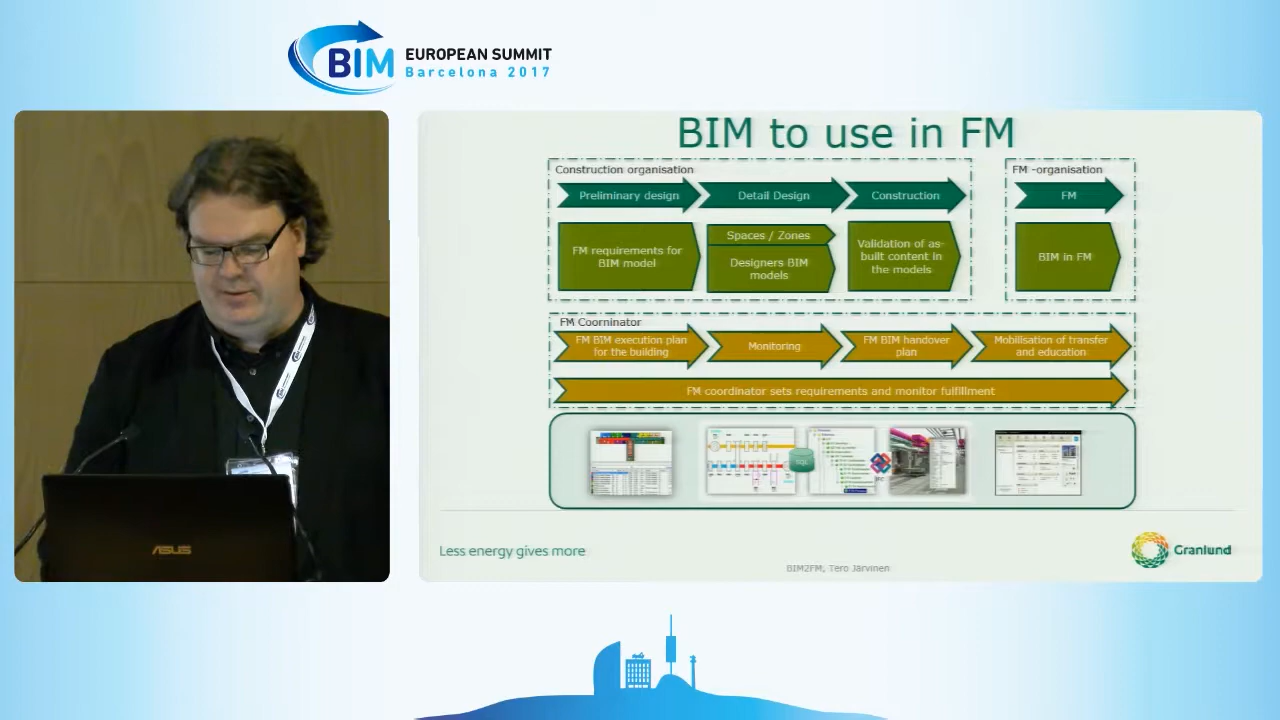 BIM EUROPEAN SUMMIT
Barcelona 2017
BIM to use in FM
Construction organisation
FM -organisation
Preliminary design
Detail Design
Construction
FM
FM requirements for
BIM model
Spaces / Zones
Designers BIM
models
Validation of as-
built content in
the models
BIM in FM
FM Coorninator
FM BIM execution plan
for the building
Monitoring
FM BIM handover
plan
Mobilisation of transfer
and education
FM coordinator sets requirements and monitor fulfillment
SQL
Less energy gives more
Granlund
BIM2FM, Tero Järvinen
ASUS